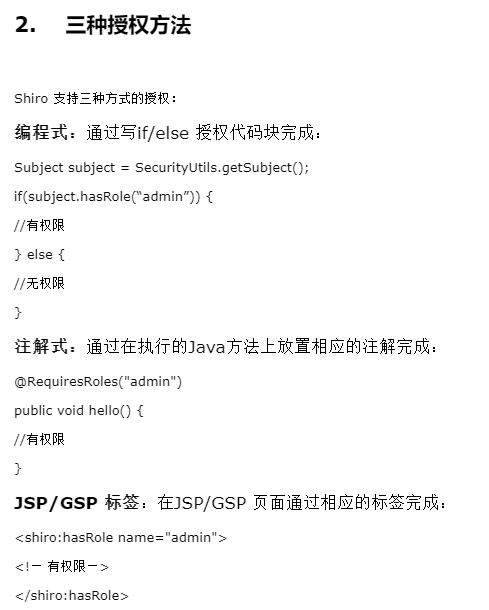 2. 三种授权方法
Shiro 支持三种方式的授权：
编程式：通过写if/else 授权代码块完成：
Subject subject = SecurityUtils.getSubject();
if(subject.hasRole(“admin”)) {
//有权限
} else {
//无权限
}
注解式：通过在执行的Java方法上放置相应的注解完成：
@RequiresRoles("admin")
public void hello() {
//有权限
}
JSP/GSP 标签：在JSP/GSP 页面通过相应的标签完成：
<shiro:hasRole name="admin">
<!— 有权限—>
</shiro:hasRole>